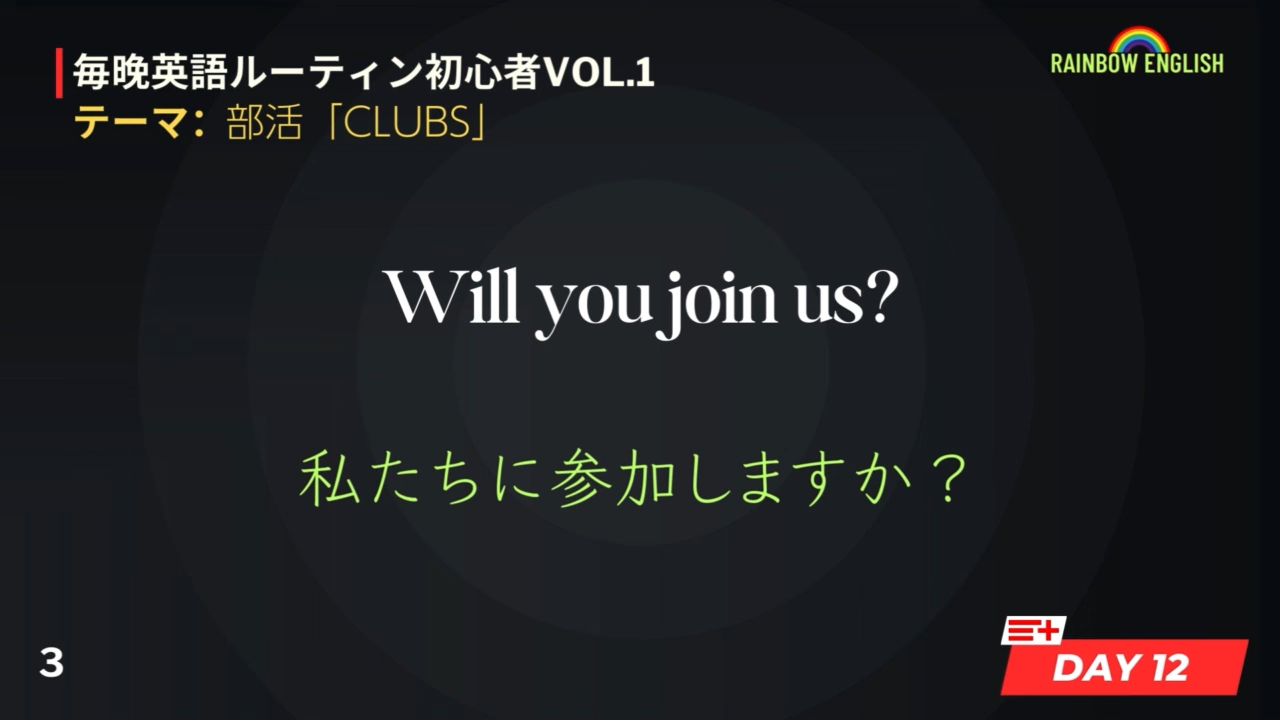 毎晩英語ルーティン初心者VOL.1
テーマ：部活「CLUBS」
RAINBOW ENGLISH
Will you join us?
私たちに参加しますか？
3
DAY 12